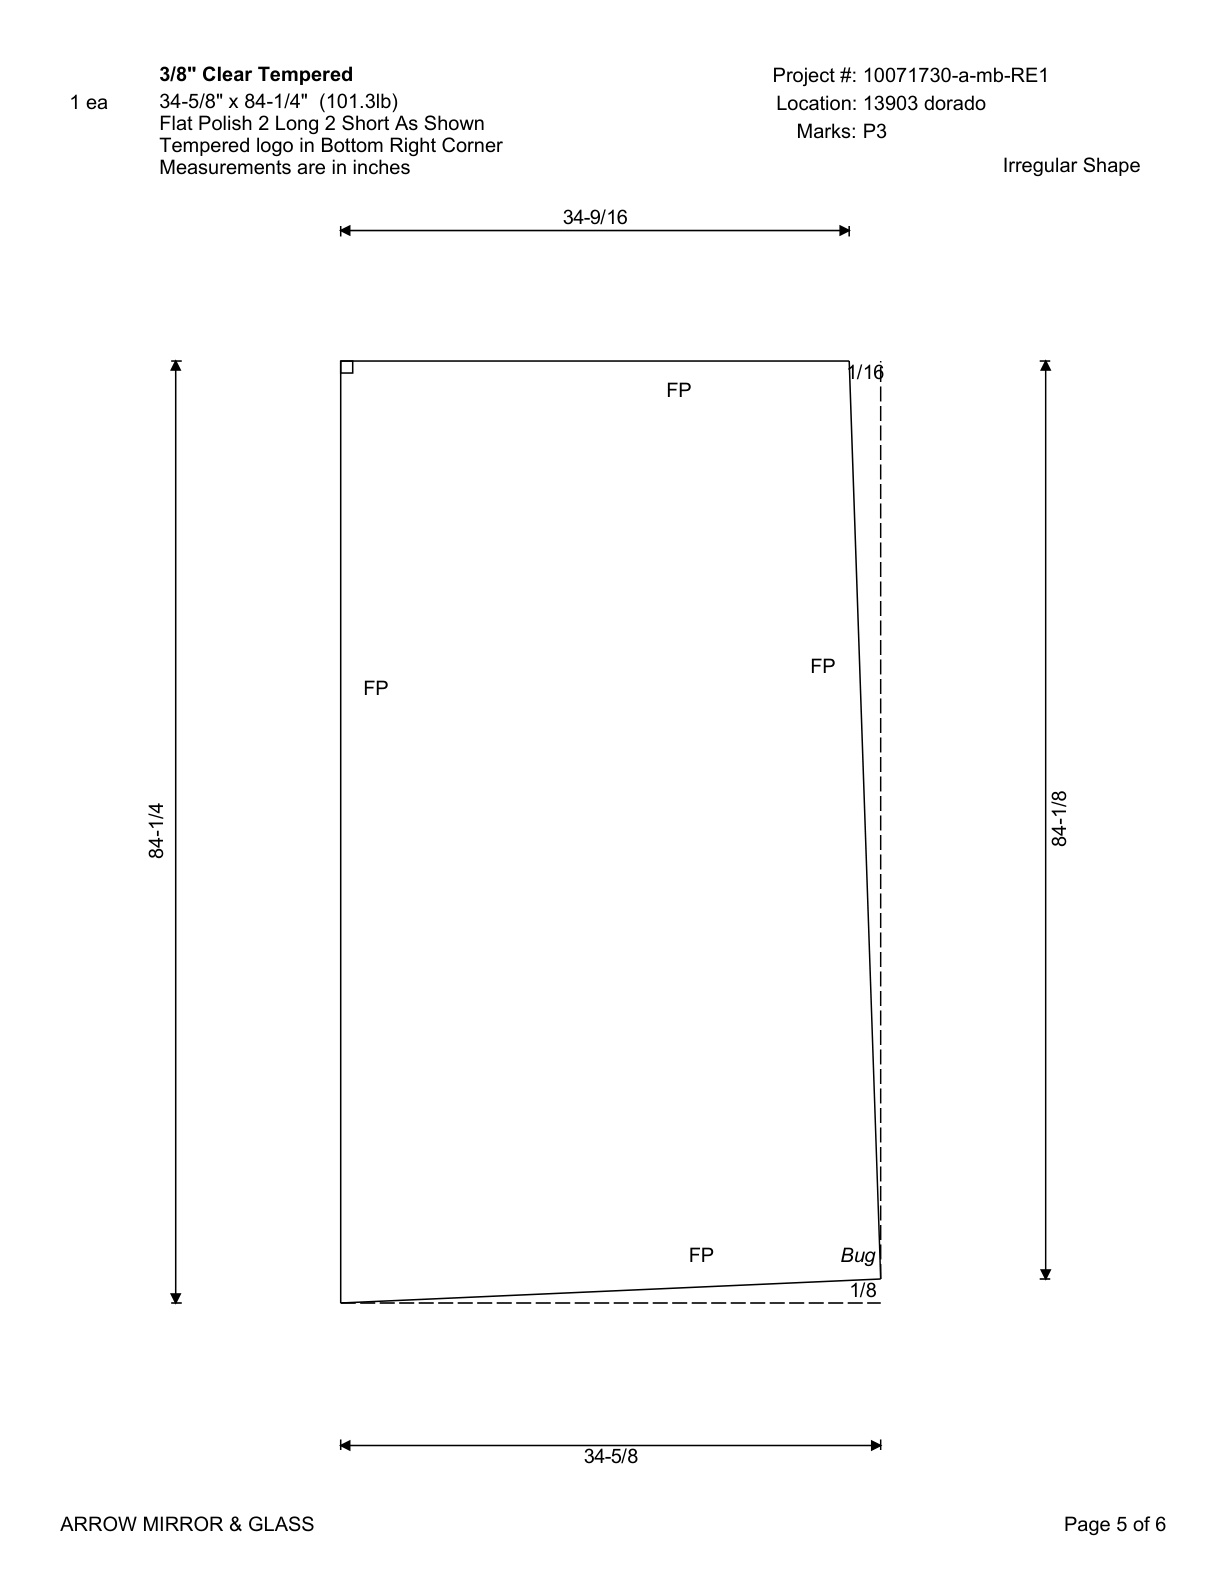 3/8" Clear Tempered
1 ea
34-5/8" x 84-1/4"  (101.3lb)
Flat Polish 2 Long 2 Short As Shown
Tempered logo in Bottom Right Corner
Measurements are in inches
Project #: 10071730-a-mb-RE1
Location: 13903 dorado
Marks: P3
Irregular Shape
34-9/16
1/16
FP
FP
FP
84-1/4
84-1/8
FP
Bug
1/8
34-5/8
ARROW MIRROR & GLASS
Page 5 of 6